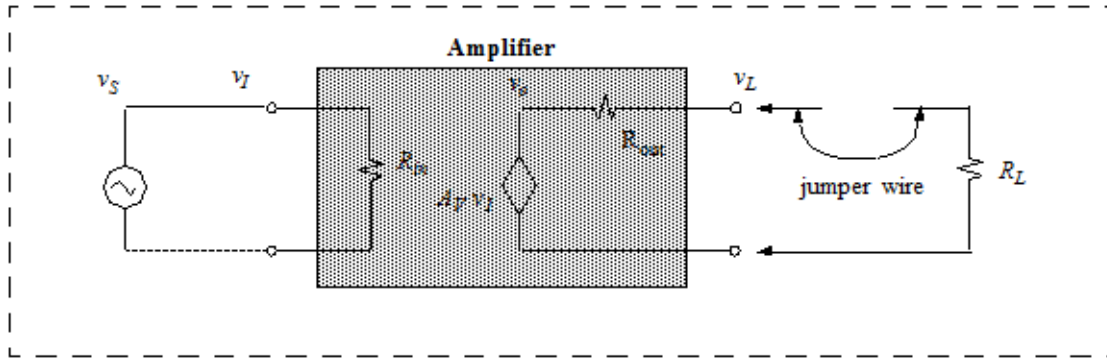 Amplifier
v_S
v_I
v_o
v_L
R_in
R_out
A_V v_I
jumper wire
R_L